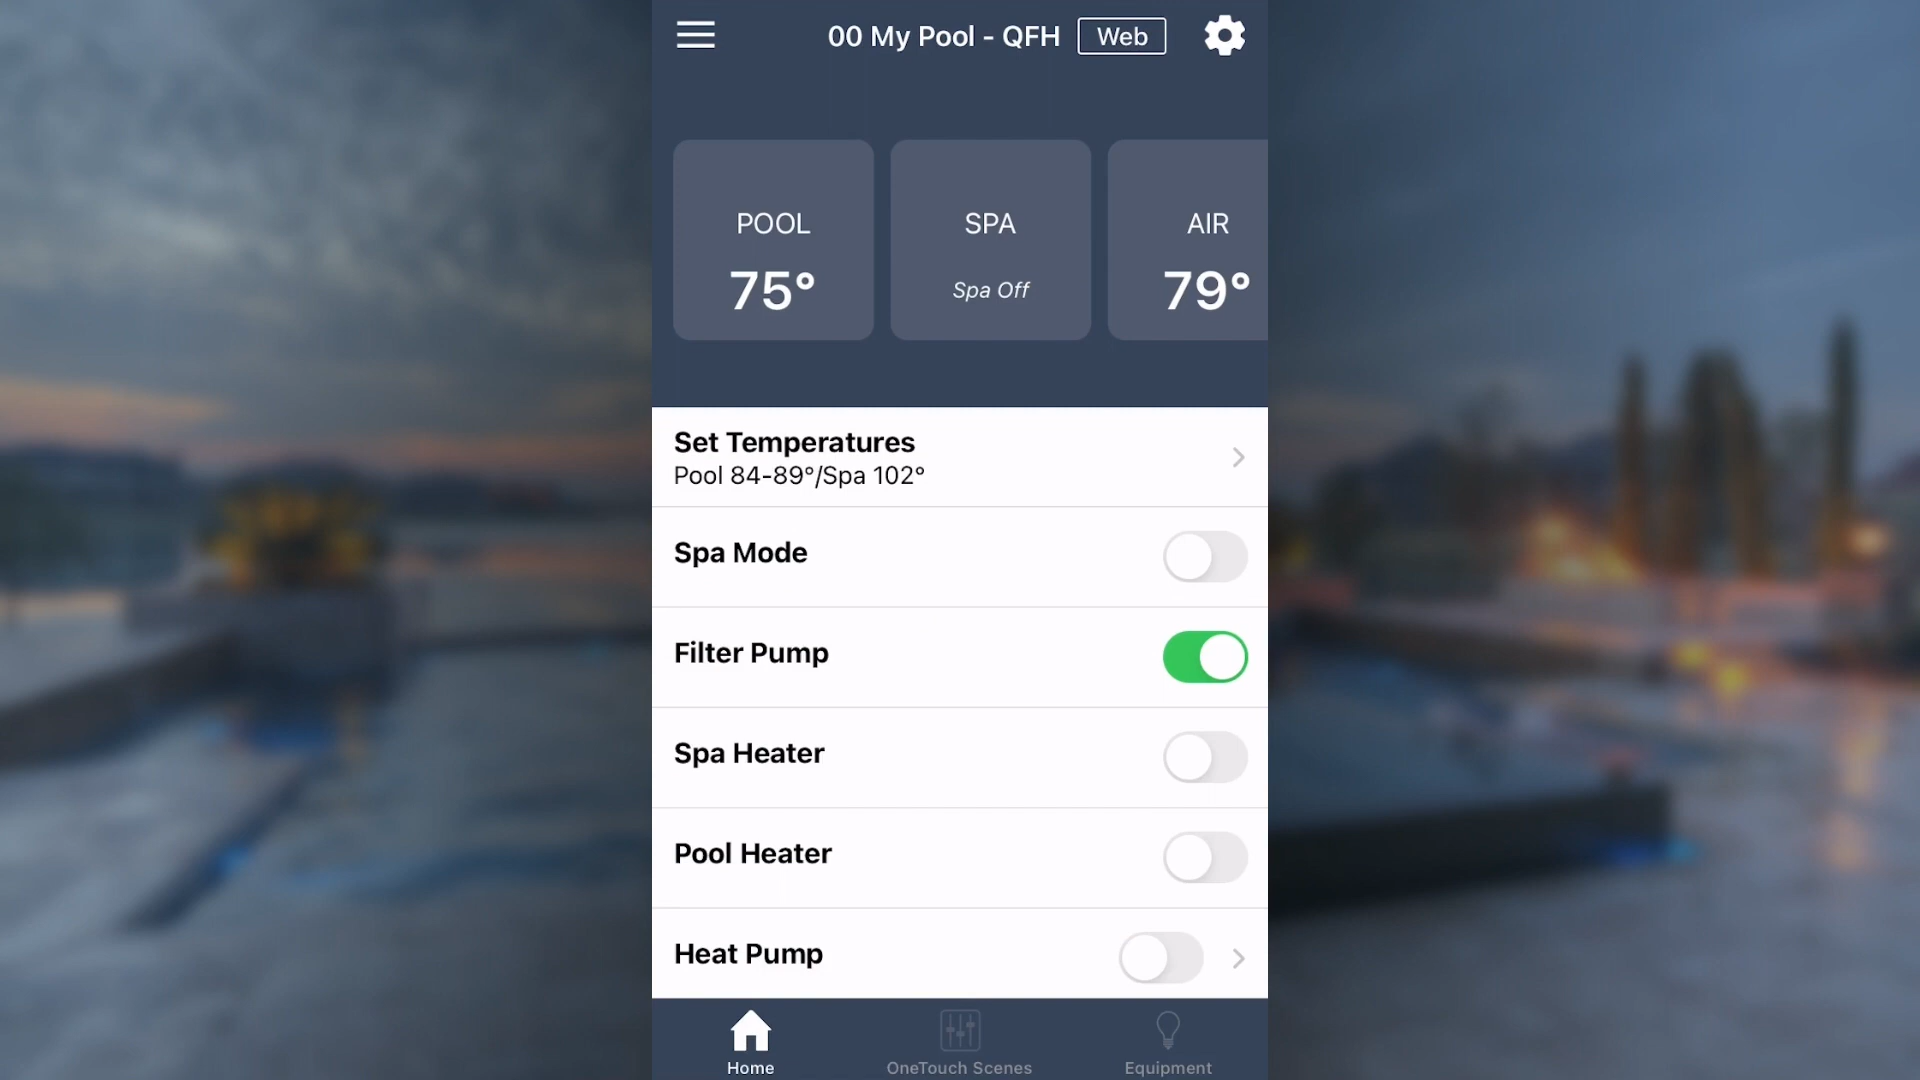 00 My Pool - QFH Web
POOL
75°
SPA
Spa Off
AIR
79°
Set Temperatures
Pool 84-89°/Spa 102°
Spa Mode
Filter Pump
Spa Heater
Pool Heater
Heat Pump
Home
OneTouch Scenes
Equipment